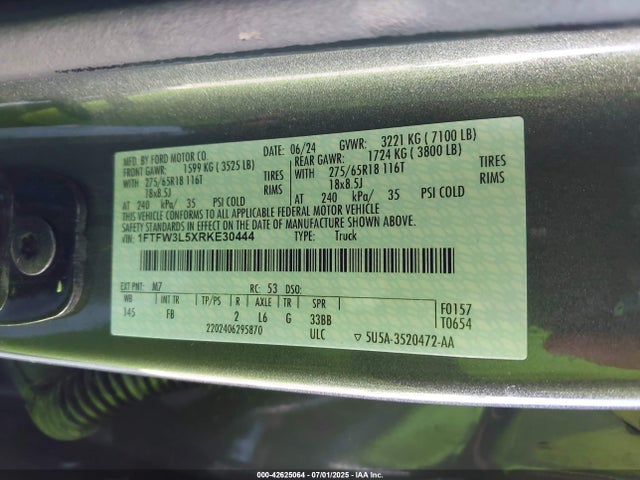 MFD. BY FORD MOTOR CO.
DATE: 06/24 GVWR: 3221 KG ( 7100 LB)
FRONT GAWR: 1599 KG ( 3525 LB) REAR GAWR: 1724 KG ( 3800 LB)
WITH 275/65R18 116T TIRES WITH 275/65R18 116T TIRES
18x8.5J RIMS 18x8.5J RIMS
AT 240 kPa/ 35 PSI COLD AT 240 kPa/ 35 PSI COLD
THIS VEHICLE CONFORMS TO ALL APPLICABLE FEDERAL MOTOR VEHICLE
SAFETY STANDARDS IN EFFECT ON THE DATE OF MANUFACTURE SHOWN ABOVE.
VIN: 1FTFW3L5XRKE30444 TYPE: Truck
EXT PNT: M7 RC: 53 DSO:
WB INT TR TP/PS R AXLE TR SPR F0157
145 FB 2 L6 G 33BB T0654
2202406295870 ULC ▽ 5U5A-3520472-AA
000-42625064 - 07/01/2025 - IAAI.com